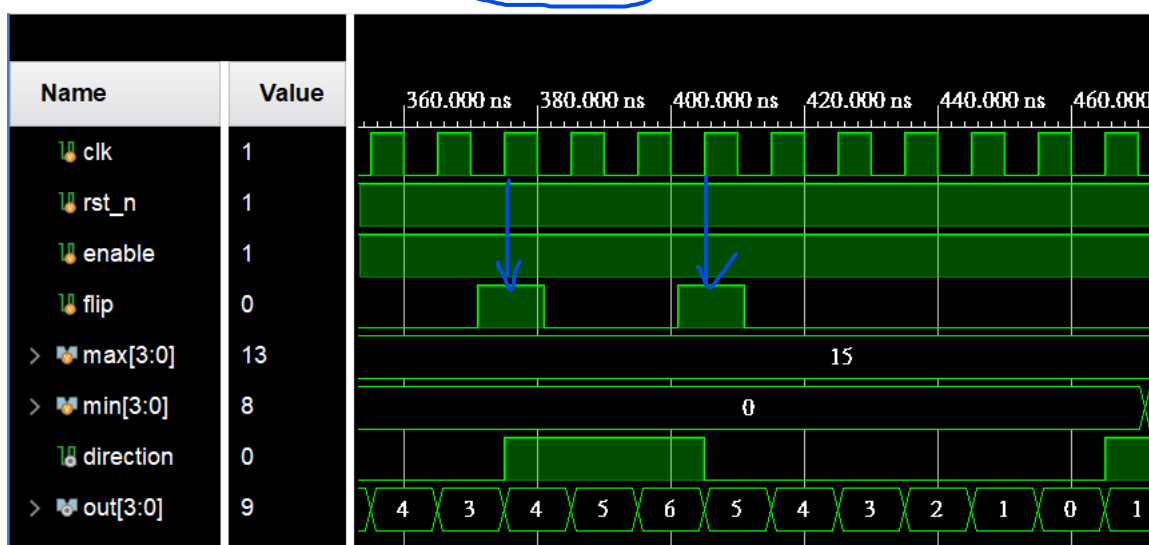 Name Value
360.000 ns 380.000 ns 400.000 ns 420.000 ns 440.000 ns 460.000
clk 1
rst_n 1
enable 1
flip 0
> max[3:0] 13 15
> min[3:0] 8 0
direction 0
> out[3:0] 9 4 3 4 5 6 5 4 3 2 1 0 1